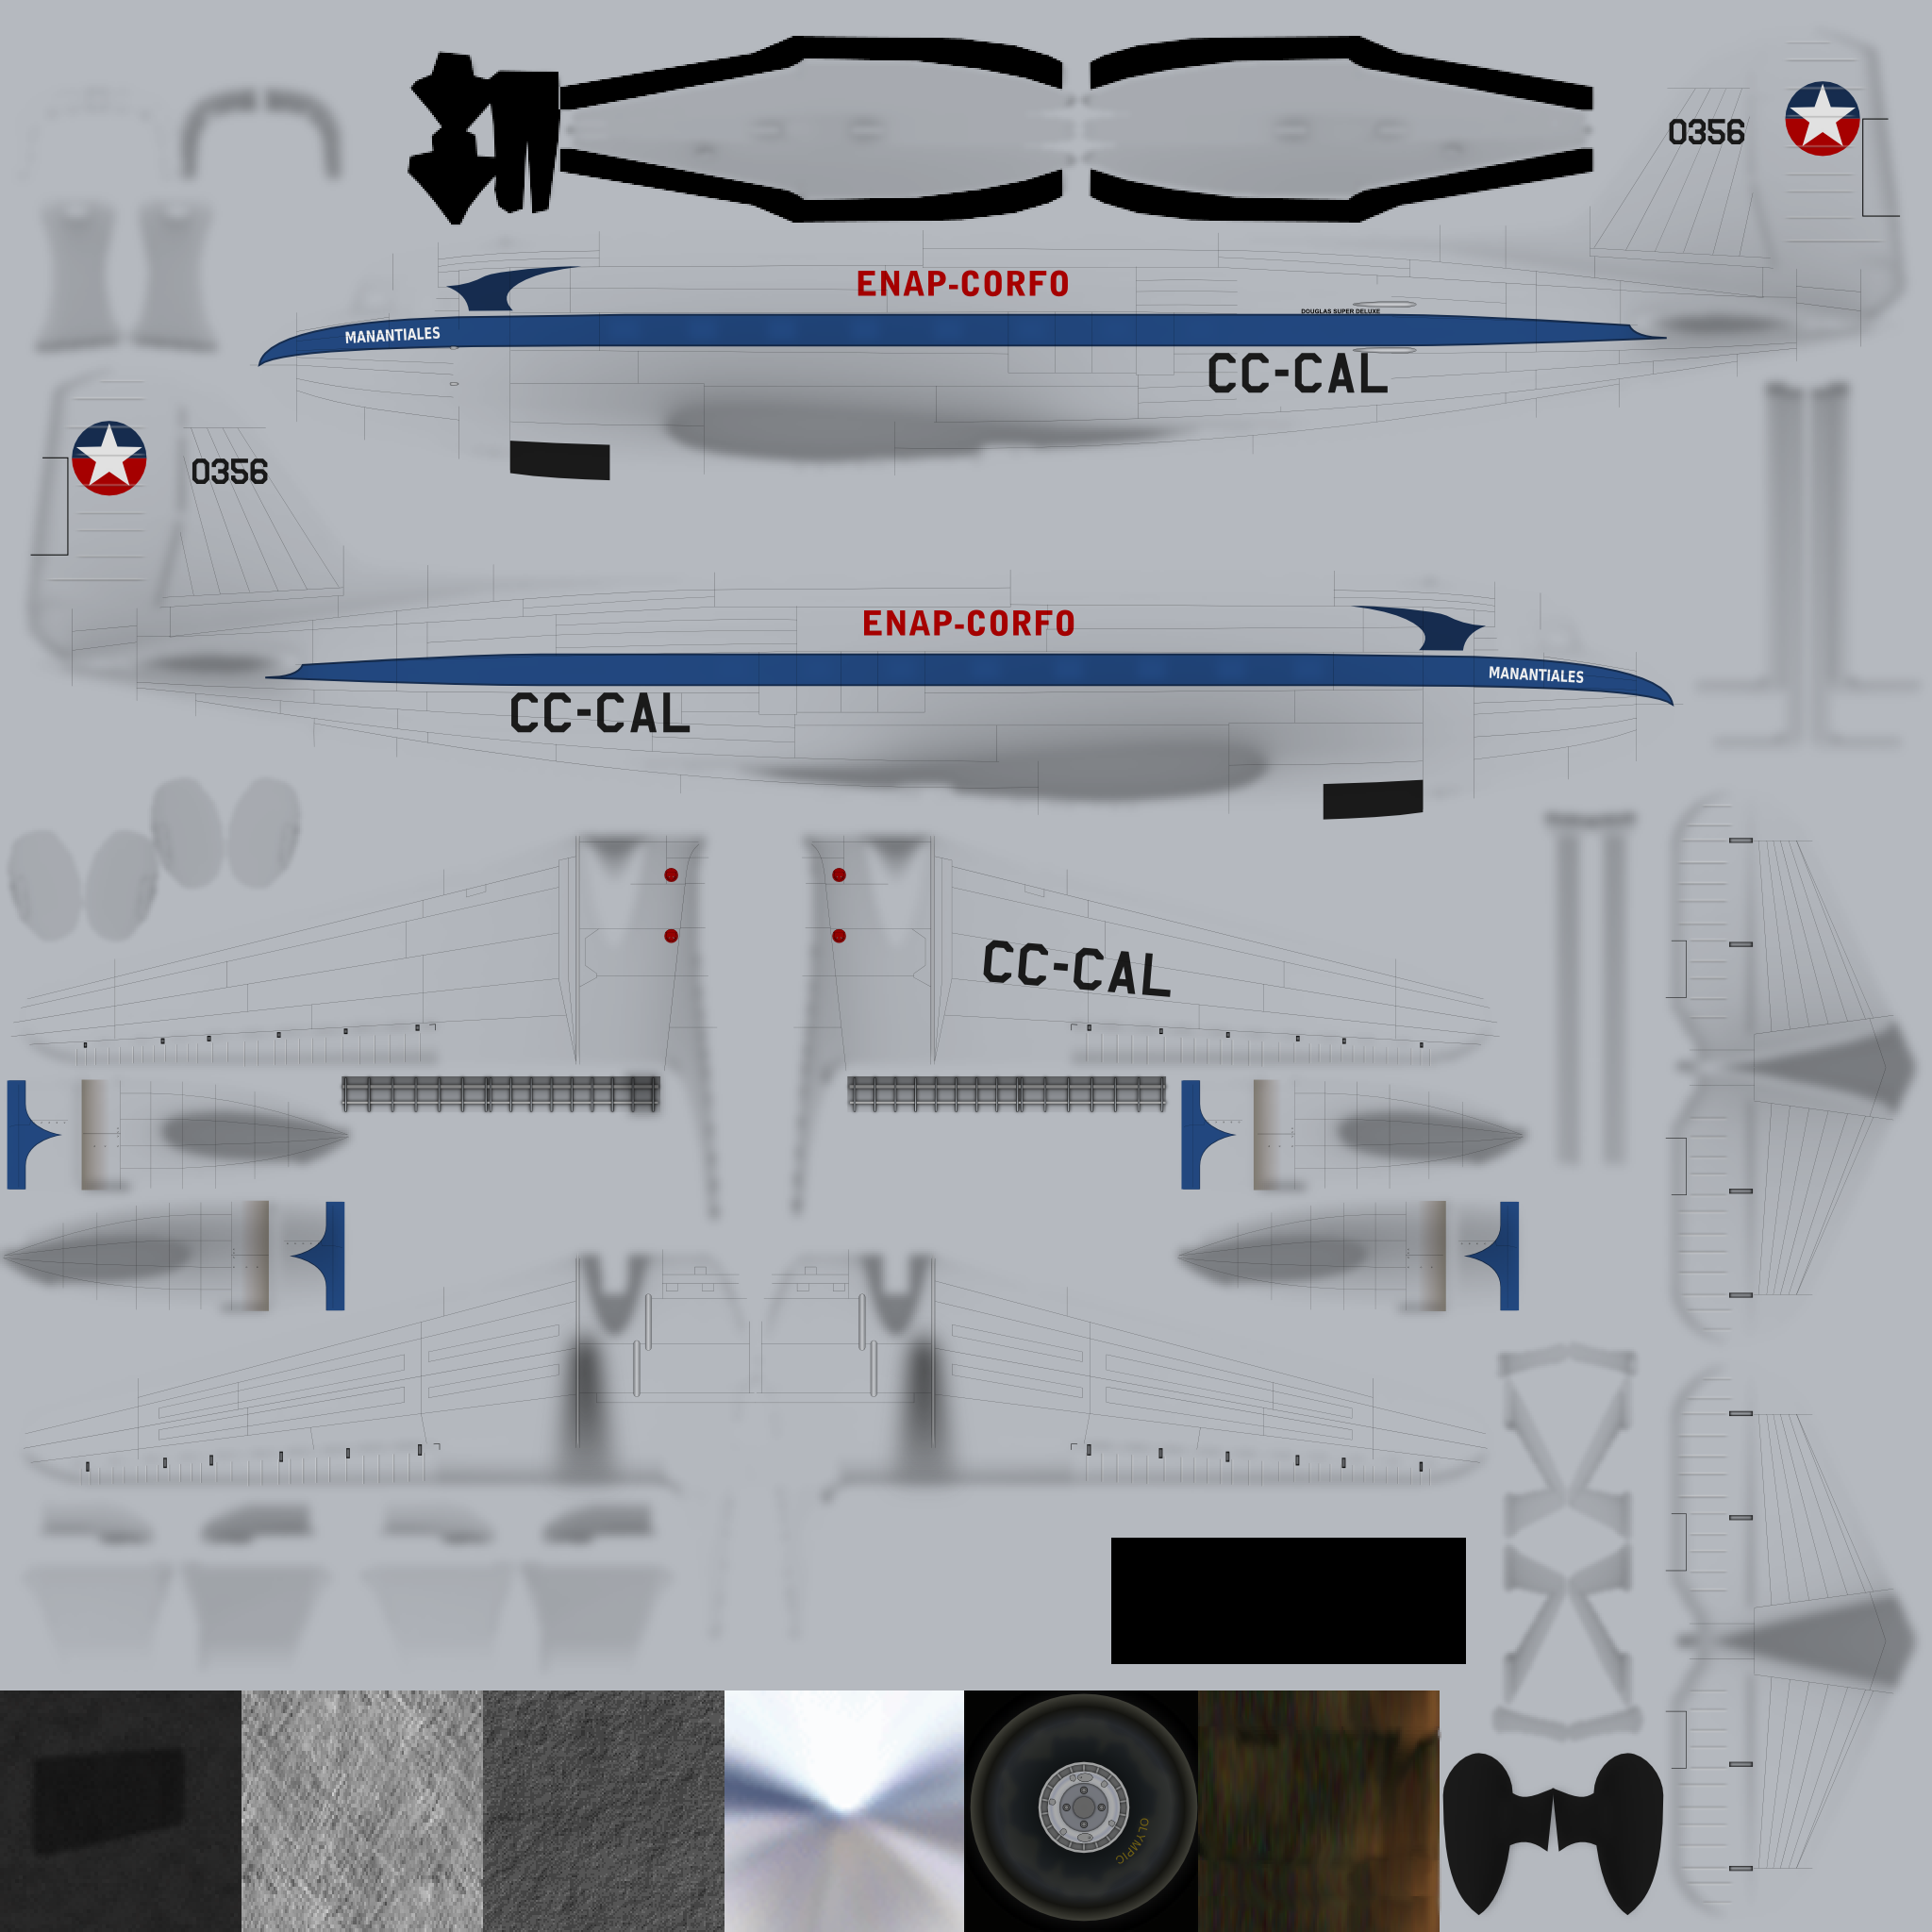 0356
ENAP-CORFO
DOUGLAS SUPER DELUXE
MANANTIALES
CC-CAL
0356
ENAP-CORFO
MANANTIALES
CC-CAL
CC-CAL
OLYMPIC